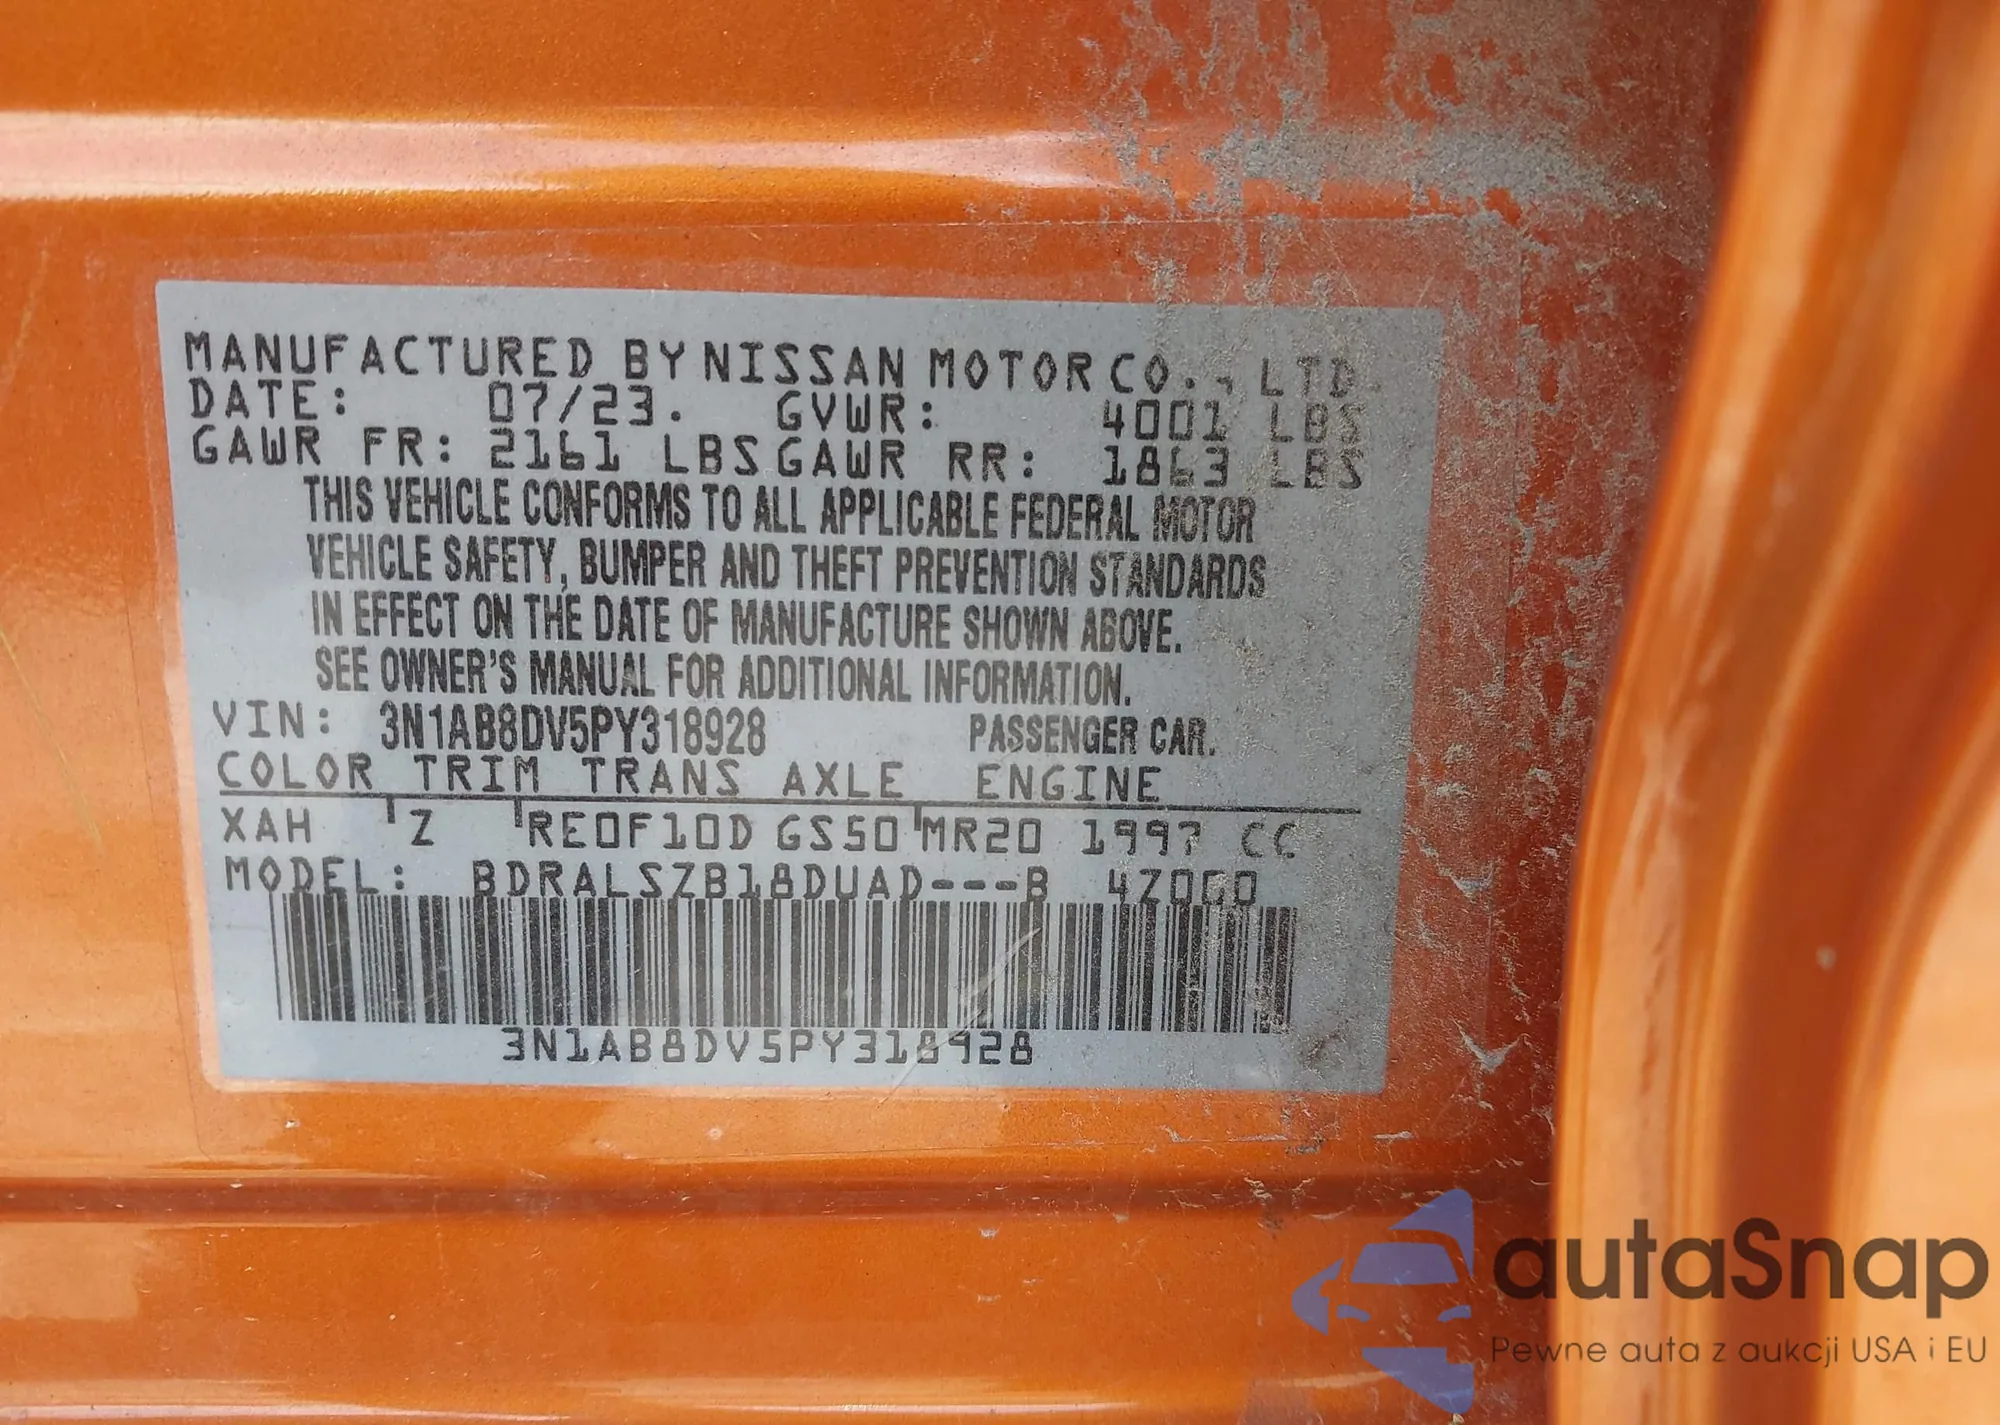 MANUFACTURED BY NISSAN MOTOR CO., LTD.
DATE: 07/23. GVWR: 4001 LBS
GAWR FR: 2161 LBS GAWR RR: 1863 LBS
THIS VEHICLE CONFORMS TO ALL APPLICABLE FEDERAL MOTOR
VEHICLE SAFETY, BUMPER AND THEFT PREVENTION STANDARDS
IN EFFECT ON THE DATE OF MANUFACTURE SHOWN ABOVE.
SEE OWNER'S MANUAL FOR ADDITIONAL INFORMATION.
VIN: 3N1AB8DV5PY318928 PASSENGER CAR.
COLOR TRIM TRANS AXLE ENGINE
XAH Z RE0F10D GS50 MR20 1997 CC
MODEL: BDRALSZB18DUAD---B 4Z0G0
3N1AB8DV5PY318928
autaSnap
Pewne auta z aukcji USA i EU